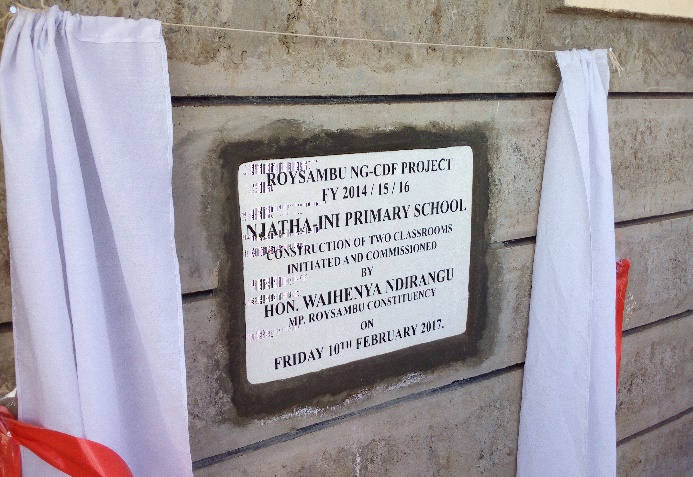 ROYSAMBU NG-CDF PROJECT
FY 2014 / 15 / 16
NJATHA-INI PRIMARY SCHOOL
CONSTRUCTION OF TWO CLASSROOMS
INITIATED AND COMMISSIONED
BY
HON. WAIHENYA NDIRANGU
MP. ROYSAMBU CONSTITUENCY
ON
FRIDAY 10TH FEBRUARY 2017.